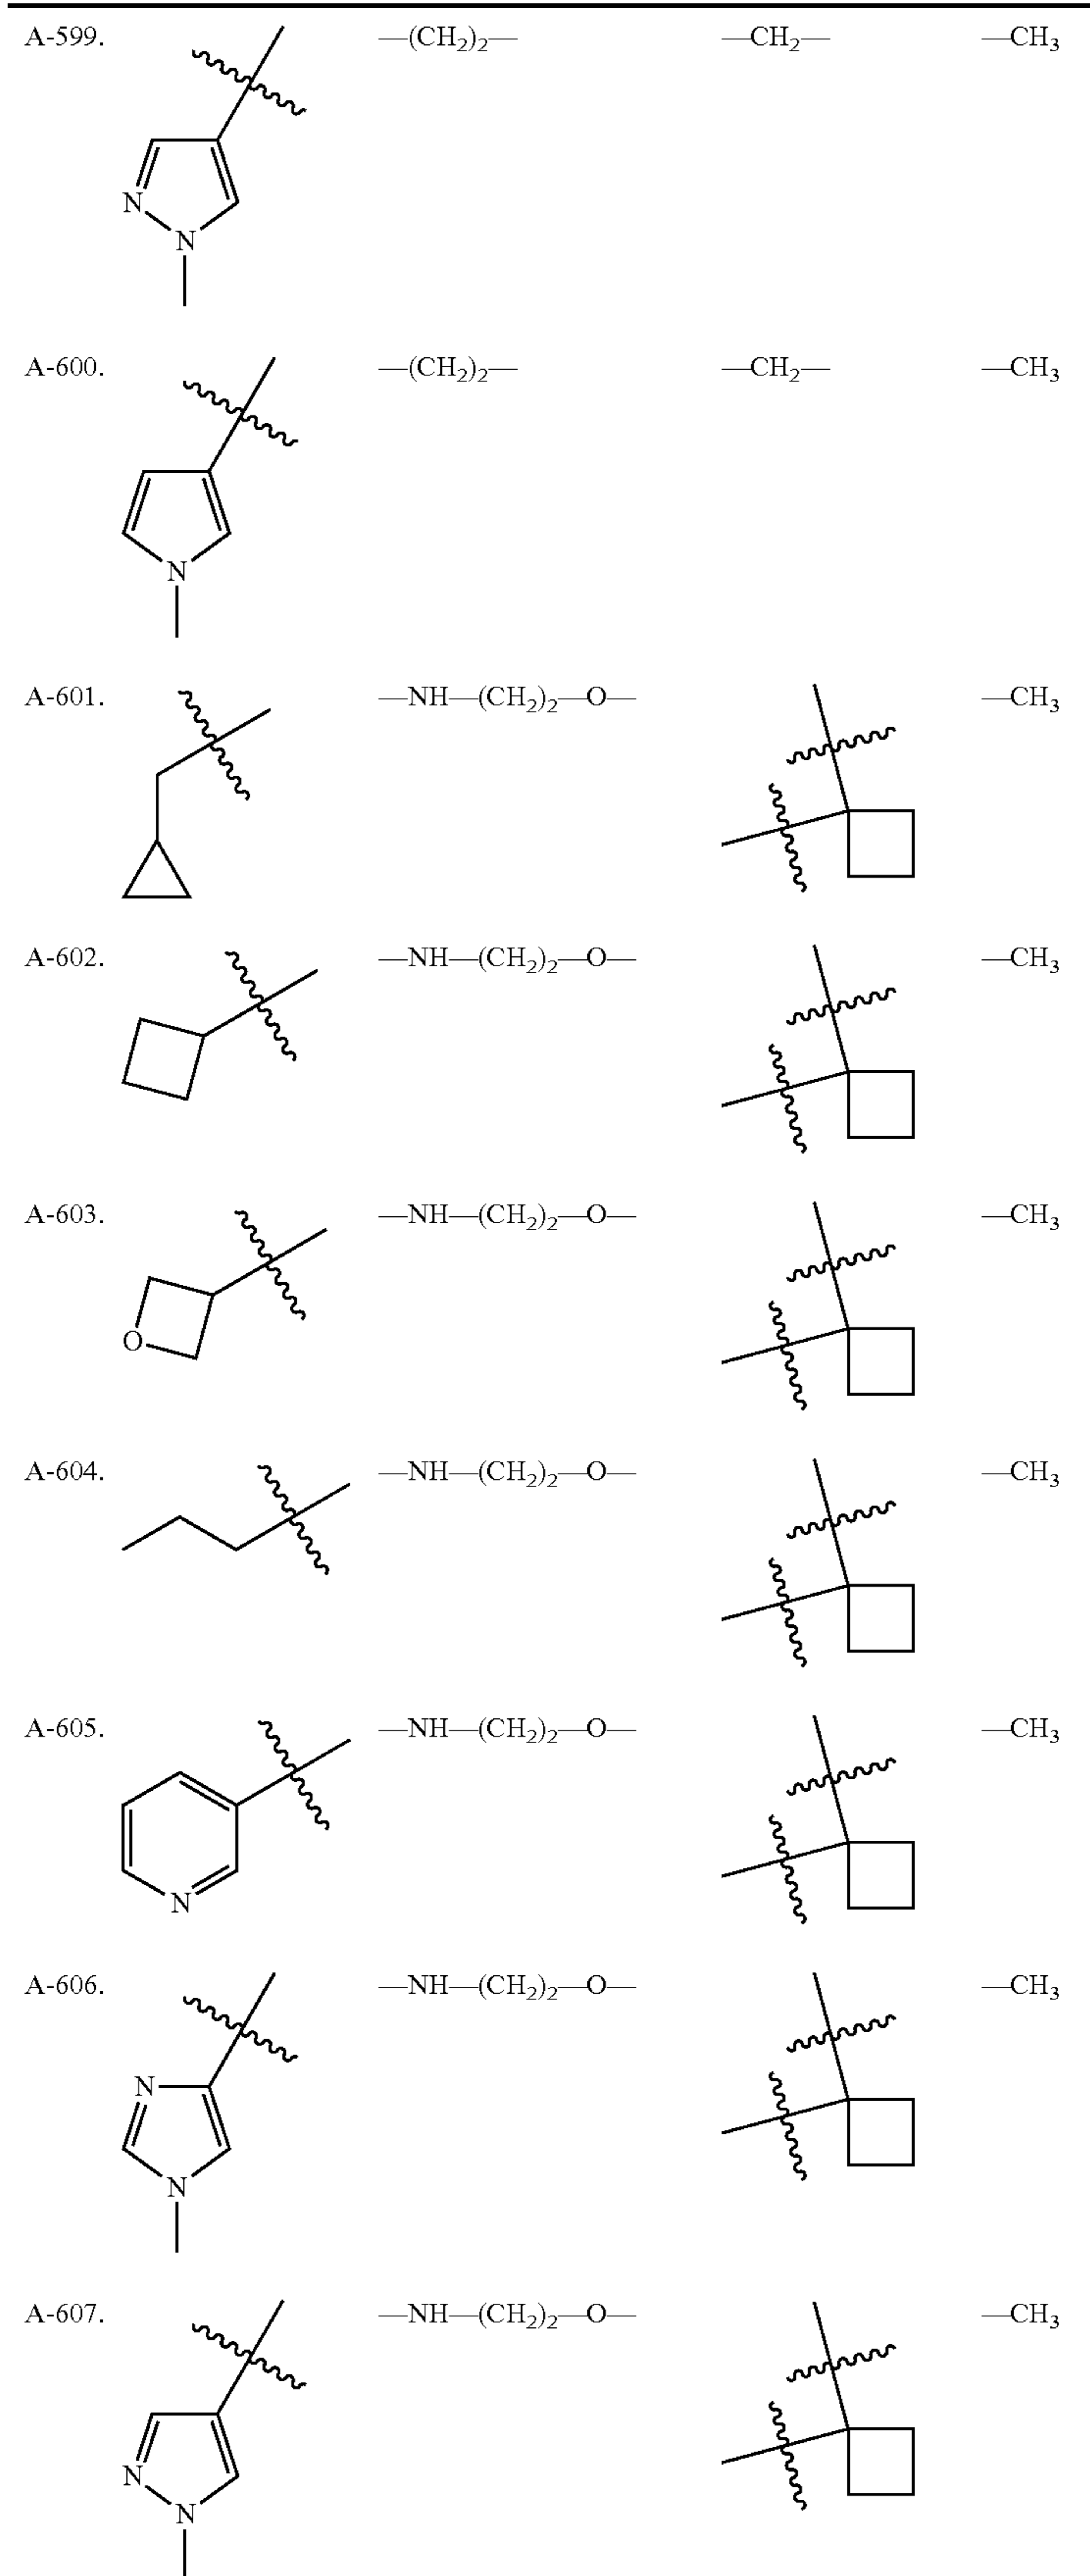 A-599. —(CH₂)₂— —CH₂— —CH₃
N
N
A-600. —(CH₂)₂— —CH₂— —CH₃
N
A-601. —NH—(CH₂)₂—O— —CH₃
A-602. —NH—(CH₂)₂—O— —CH₃
A-603. —NH—(CH₂)₂—O— —CH₃
O
A-604. —NH—(CH₂)₂—O— —CH₃
A-605. —NH—(CH₂)₂—O— —CH₃
N
A-606. —NH—(CH₂)₂—O— —CH₃
N
N
A-607. —NH—(CH₂)₂—O— —CH₃
N
N